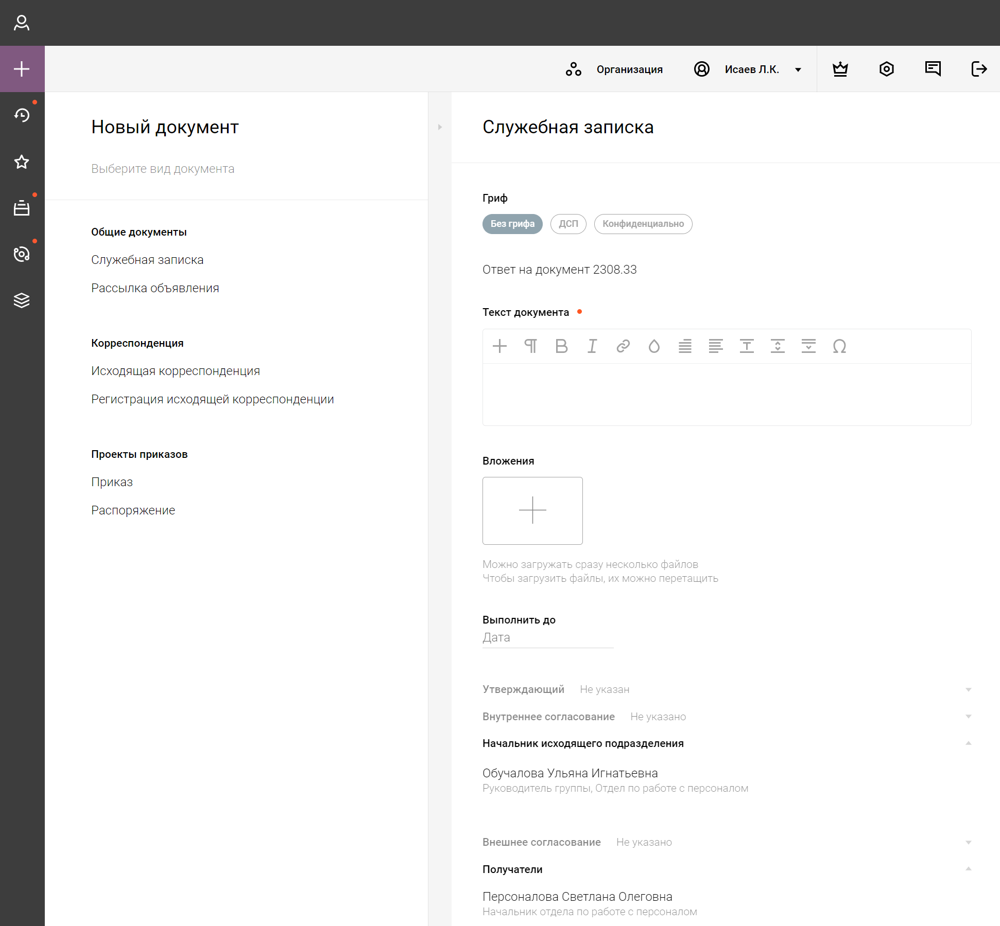 Организация
Исаев Л.К.
Новый документ
Выберите вид документа
Общие документы
Служебная записка
Рассылка объявления
Корреспонденция
Исходящая корреспонденция
Регистрация исходящей корреспонденции
Проекты приказов
Приказ
Распоряжение
Служебная записка
Гриф
Без грифа ДСП Конфиденциально
Ответ на документ 2308.33
Текст документа
Вложения
Можно загружать сразу несколько файлов
Чтобы загрузить файлы, их можно перетащить
Выполнить до
Дата
Утверждающий Не указан
Внутреннее согласование Не указано
Начальник исходящего подразделения
Обучалова Ульяна Игнатьевна
Руководитель группы, Отдел по работе с персоналом
Внешнее согласование Не указано
Получатели
Персоналова Светлана Олеговна
Начальник отдела по работе с персоналом